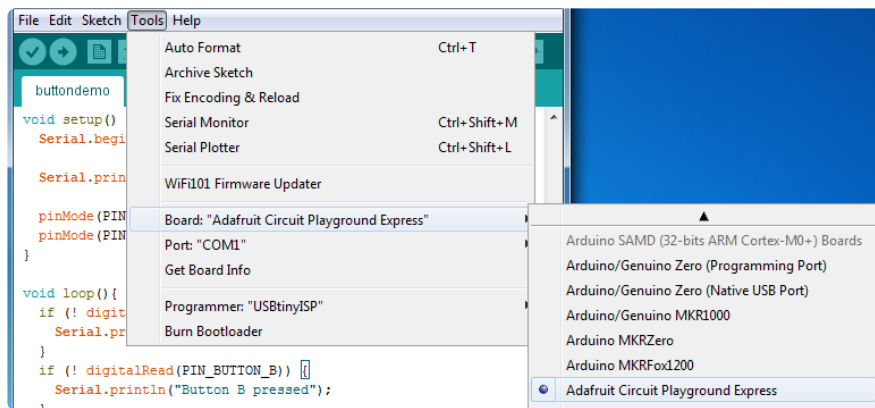 File Edit Sketch Tools Help
Auto Format Ctrl+T
Archive Sketch
Fix Encoding & Reload
Serial Monitor Ctrl+Shift+M
Serial Plotter Ctrl+Shift+L
WiFi101 Firmware Updater
Board: "Adafruit Circuit Playground Express"
Port: "COM1"
Get Board Info
Programmer: "USBtinyISP"
Burn Bootloader
buttondemo
void setup()
Serial.begi
Serial.prin
pinMode(PIN
pinMode(PIN
}
void loop(){
if (! digit
Serial.pr
}
if (! digitalRead(PIN_BUTTON_B)) {
Serial.println("Button B pressed");
Arduino SAMD (32-bits ARM Cortex-M0+) Boards
Arduino/Genuino Zero (Programming Port)
Arduino/Genuino Zero (Native USB Port)
Arduino/Genuino MKR1000
Arduino MKRZero
Arduino MKRFox1200
Adafruit Circuit Playground Express